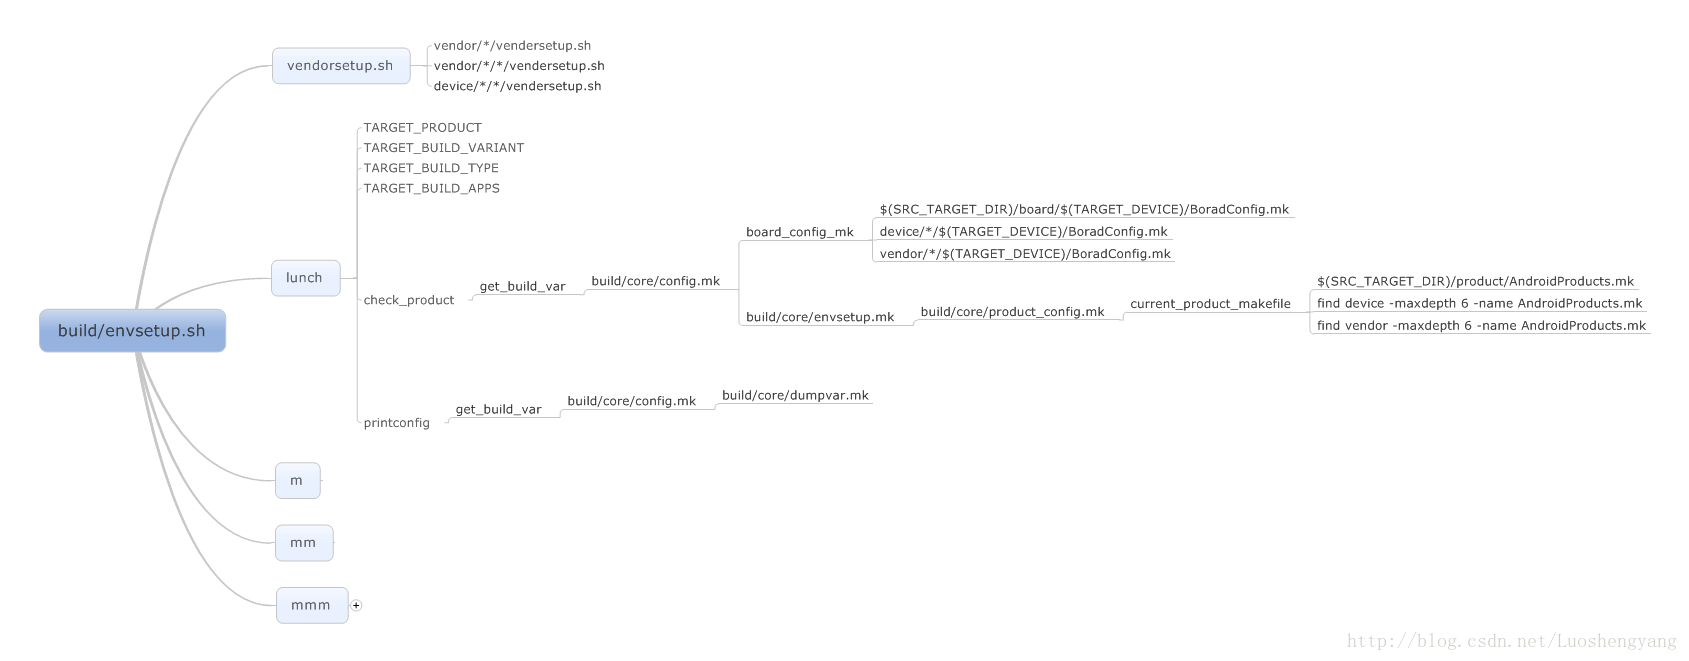 vendorsetup.sh
vendor/*/vendersetup.sh
vendor/*/*/vendersetup.sh
device/*/*/vendersetup.sh
TARGET_PRODUCT
TARGET_BUILD_VARIANT
TARGET_BUILD_TYPE
TARGET_BUILD_APPS
lunch
check_product
get_build_var
build/core/config.mk
board_config_mk
$(SRC_TARGET_DIR)/board/$(TARGET_DEVICE)/BoradConfig.mk
device/*/$(TARGET_DEVICE)/BoradConfig.mk
vendor/*/$(TARGET_DEVICE)/BoradConfig.mk
build/core/envsetup.mk
build/core/product_config.mk
current_product_makefile
$(SRC_TARGET_DIR)/product/AndroidProducts.mk
find device -maxdepth 6 -name AndroidProducts.mk
find vendor -maxdepth 6 -name AndroidProducts.mk
build/envsetup.sh
printconfig
get_build_var
build/core/config.mk
build/core/dumpvar.mk
m
mm
mmm
http://blog.csdn.net/Luoshengyang